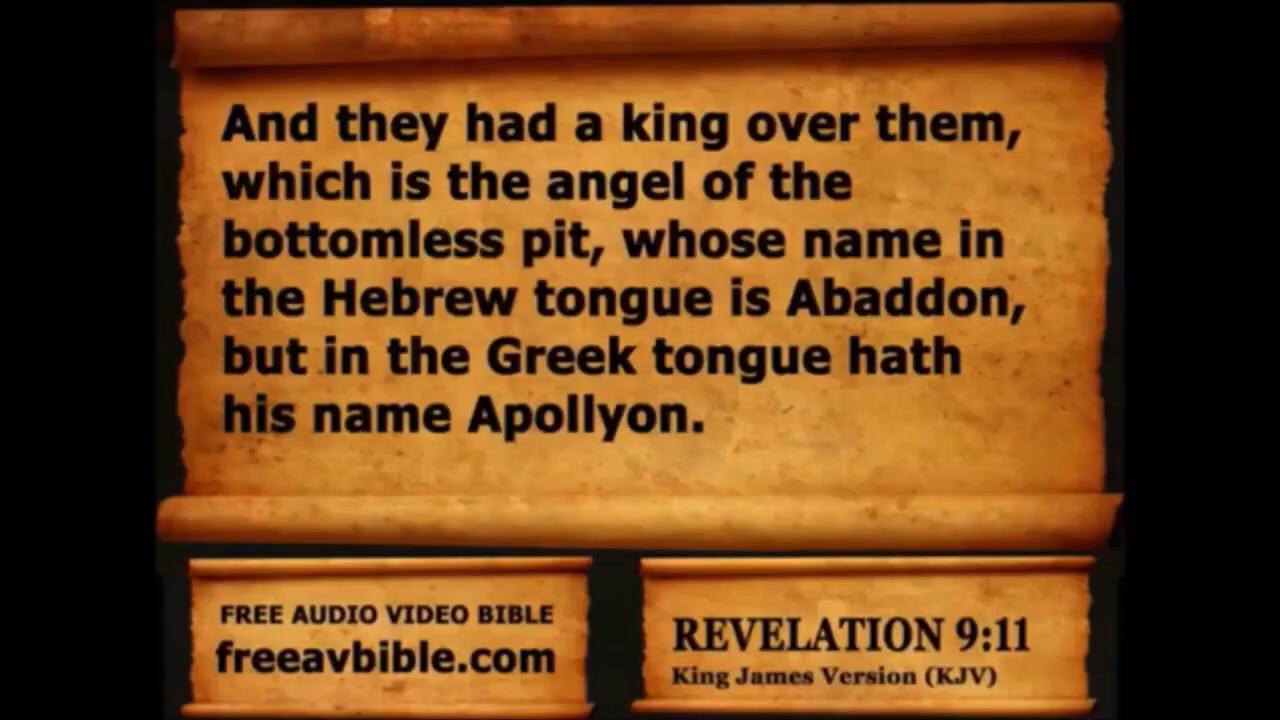 And they had a king over them,
which is the angel of the
bottomless pit, whose name in
the Hebrew tongue is Abaddon,
but in the Greek tongue hath
his name Apollyon.
FREE AUDIO VIDEO BIBLE
freeavbible.com
REVELATION 9:11
King James Version (KJV)